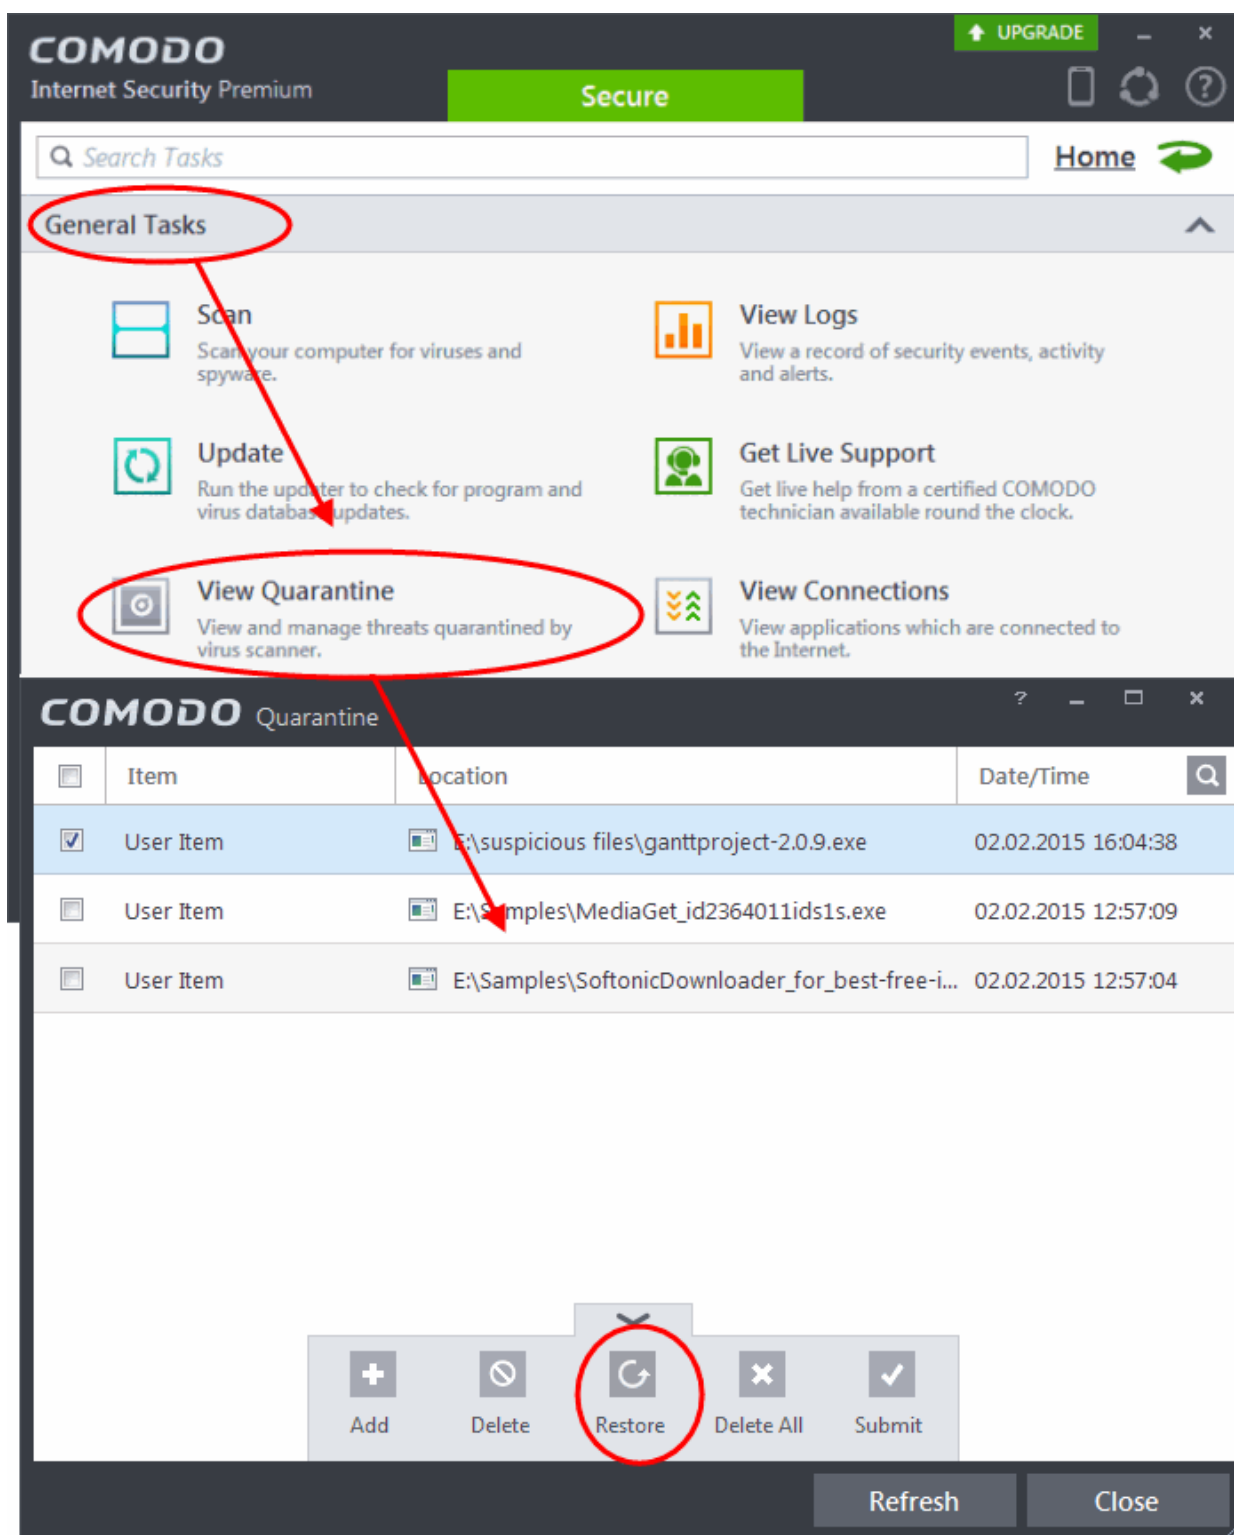 COMODO
Internet Security Premium
UPGRADE
Secure
?
Search Tasks
Home
General Tasks
Scan
Scan your computer for viruses and
spyware.
View Logs
View a record of security events, activity
and alerts.
Update
Run the updater to check for program and
virus database updates.
Get Live Support
Get live help from a certified COMODO
technician available round the clock.
View Quarantine
View and manage threats quarantined by
virus scanner.
View Connections
View applications which are connected to
the Internet.
COMODO Quarantine
?
Item Location Date/Time
User Item E:\suspicious files\ganttproject-2.0.9.exe 02.02.2015 16:04:38
User Item E:\Samples\MediaGet_id2364011ids1s.exe 02.02.2015 12:57:09
User Item E:\Samples\SoftonicDownloader_for_best-free-i... 02.02.2015 12:57:04
Add Delete Restore Delete All Submit
Refresh Close